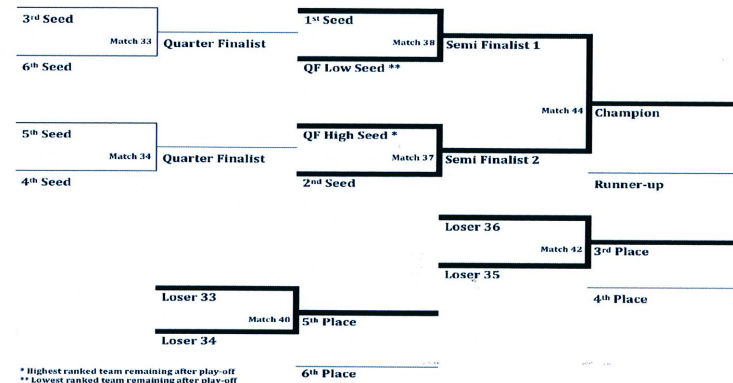 3rd Seed
Match 33
Quarter Finalist
6th Seed
5th Seed
Match 34
Quarter Finalist
4th Seed
1st Seed
Match 38
Semi Finalist 1
QF Low Seed **
QF High Seed *
Match 37
Semi Finalist 2
2nd Seed
Match 44
Champion
Runner-up
Loser 36
Match 42
3rd Place
Loser 35
4th Place
Loser 33
Match 40
5th Place
Loser 34
6th Place
* Highest ranked team remaining after play-off
** Lowest ranked team remaining after play-off